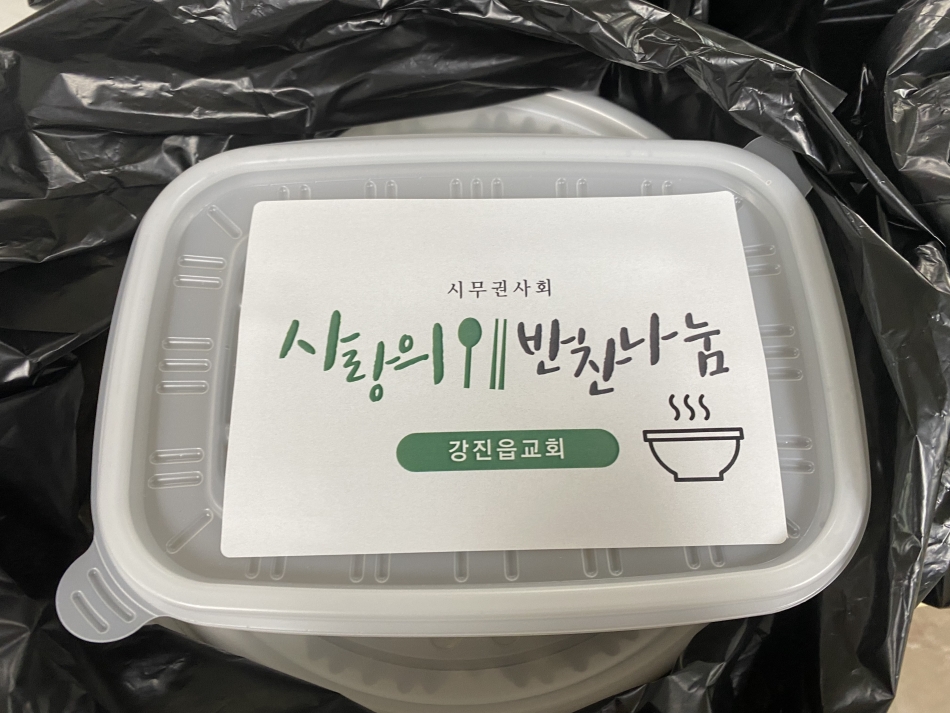 시무권사회
사랑의 반찬나눔
강진읍교회